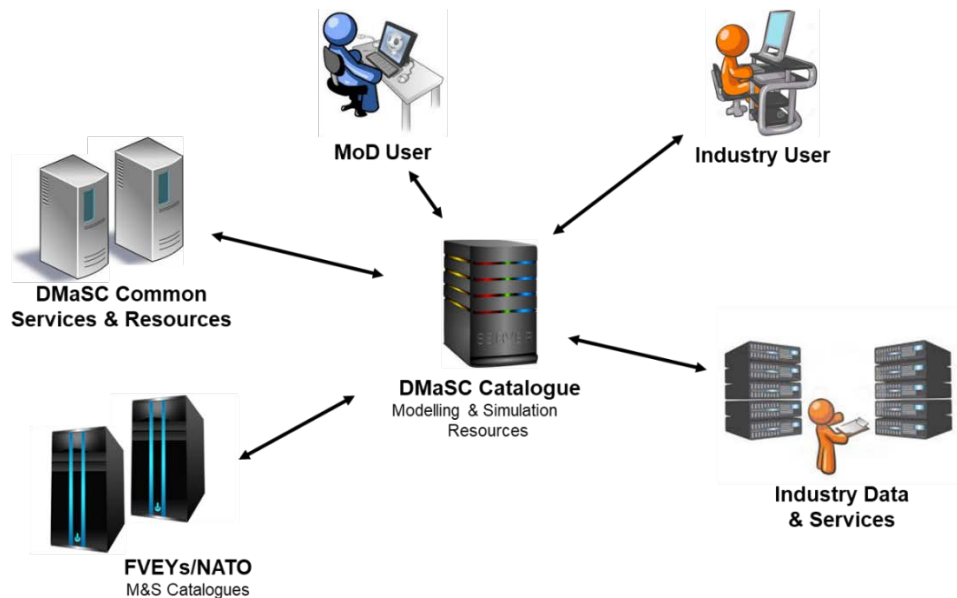 MoD User
Industry User
DMaSC Common
Services & Resources
SERVER
DMaSC Catalogue
Modelling & Simulation
Resources
Industry Data
& Services
FVEYs/NATO
M&S Catalogues